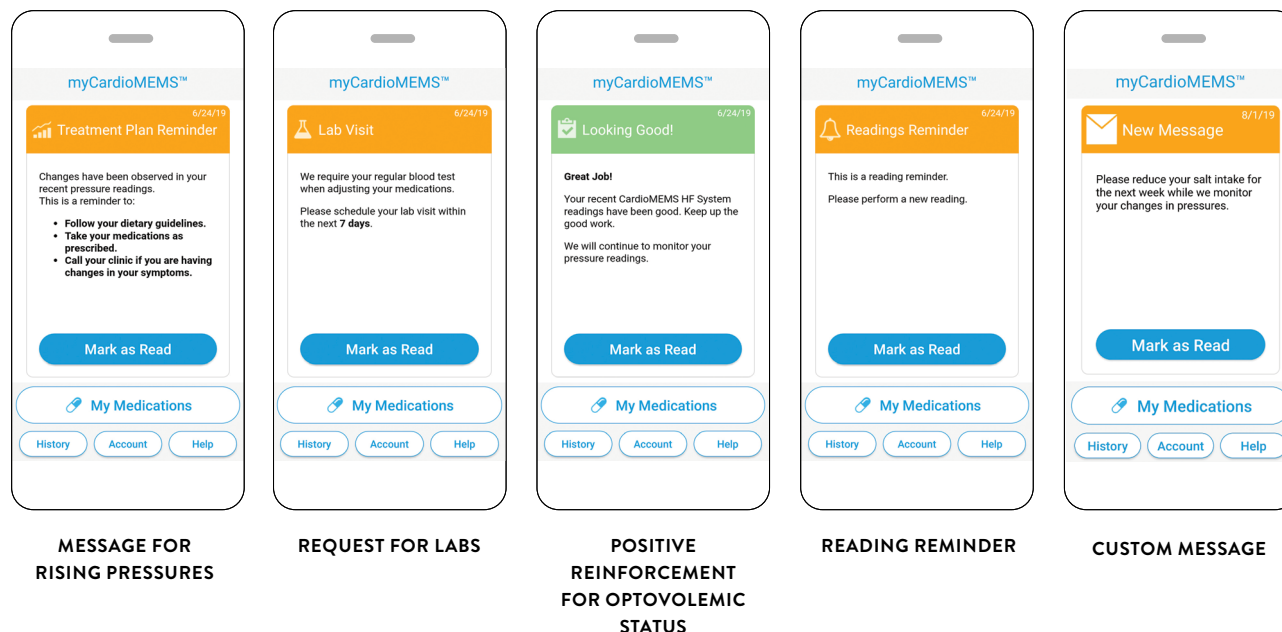 myCardioMEMS™
6/24/19
Treatment Plan Reminder
Changes have been observed in your
recent pressure readings.
This is a reminder to:
• Follow your dietary guidelines.
• Take your medications as
prescribed.
• Call your clinic if you are having
changes in your symptoms.
Mark as Read
My Medications
History
Account
Help
MESSAGE FOR
RISING PRESSURES
myCardioMEMS™
6/24/19
Lab Visit
We require your regular blood test
when adjusting your medications.
Please schedule your lab visit within
the next 7 days.
Mark as Read
My Medications
History
Account
Help
REQUEST FOR LABS
myCardioMEMS™
6/24/19
Looking Good!
Great Job!
Your recent CardioMEMS HF System
readings have been good. Keep up the
good work.
We will continue to monitor your
pressure readings.
Mark as Read
My Medications
History
Account
Help
POSITIVE
REINFORCEMENT
FOR OPTOVOLEMIC
STATUS
myCardioMEMS™
6/24/19
Readings Reminder
This is a reading reminder.
Please perform a new reading.
Mark as Read
My Medications
History
Account
Help
READING REMINDER
myCardioMEMS™
8/1/19
New Message
Please reduce your salt intake for
the next week while we monitor
your changes in pressures.
Mark as Read
My Medications
History
Account
Help
CUSTOM MESSAGE